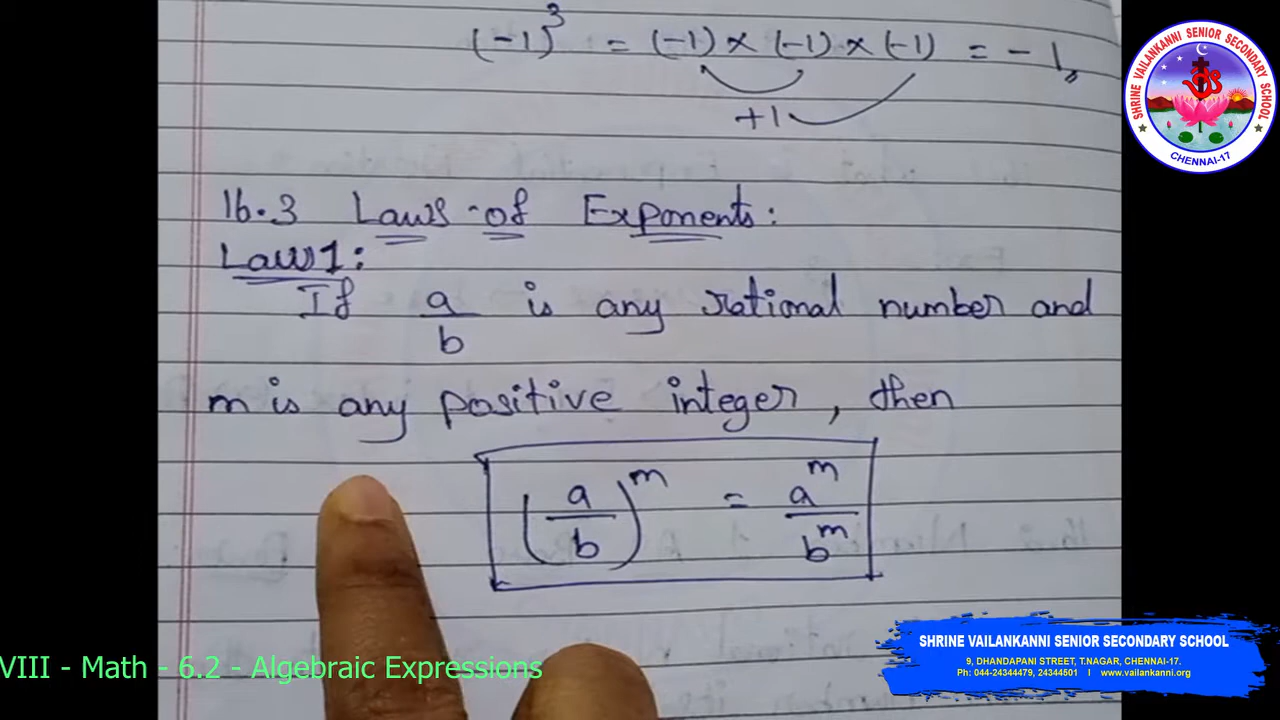 (-1)³ = (-1) × (-1) × (-1) = -1,,
+1
16.3 Laws of Exponents:
Law 1:
If a/b is any rational number and
m is any positive integer, then
(a/b)^m = a^m/b^m
SHRINE VAILANKANNI SENIOR SECONDARY SCHOOL
CHENNAI-17
VIII - Math - 6.2 - Algebraic Expressions
SHRINE VAILANKANNI SENIOR SECONDARY SCHOOL
9, DHANDAPANI STREET, T.NAGAR, CHENNAI-17.
Ph: 044-24344479, 24344501 I www.vailankanni.org